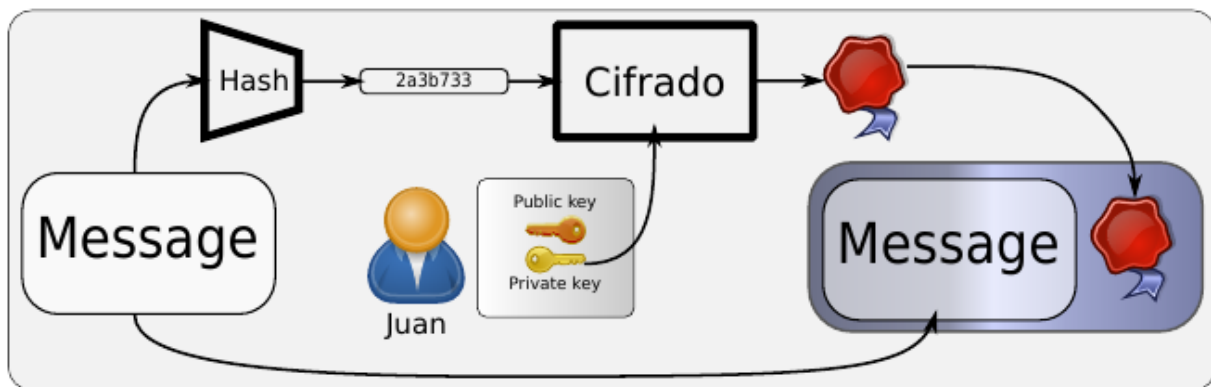 Hash
2a3b733
Cifrado
Message
Public key
Private key
Juan
Message